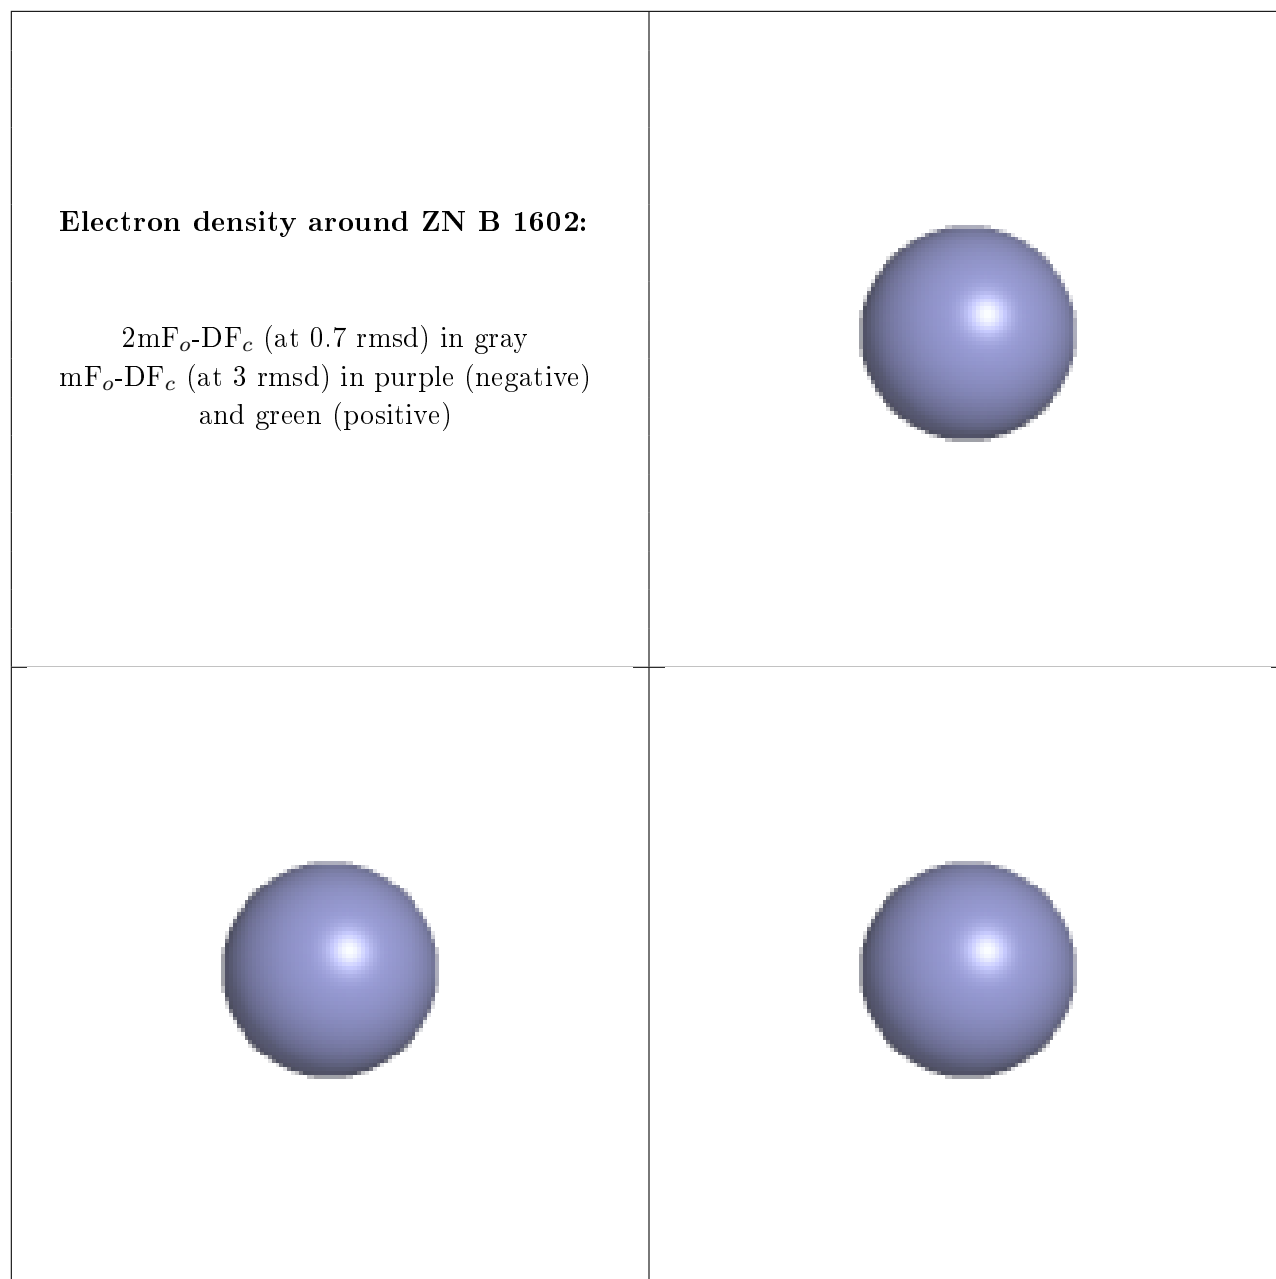 Electron density around ZN B 1602:
2mFₒ-DF𝒸 (at 0.7 rmsd) in gray
mFₒ-DF𝒸 (at 3 rmsd) in purple (negative)
and green (positive)